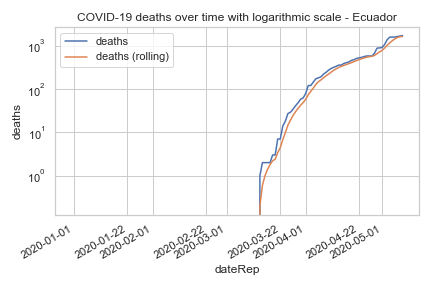 COVID-19 deaths over time with logarithmic scale - Ecuador
deaths
deaths (rolling)
10³
10²
10¹
10⁰
deaths
2020-01-01
2020-01-22
2020-02-01
2020-02-22
2020-03-01
2020-03-22
2020-04-01
2020-04-22
2020-05-01
dateRep